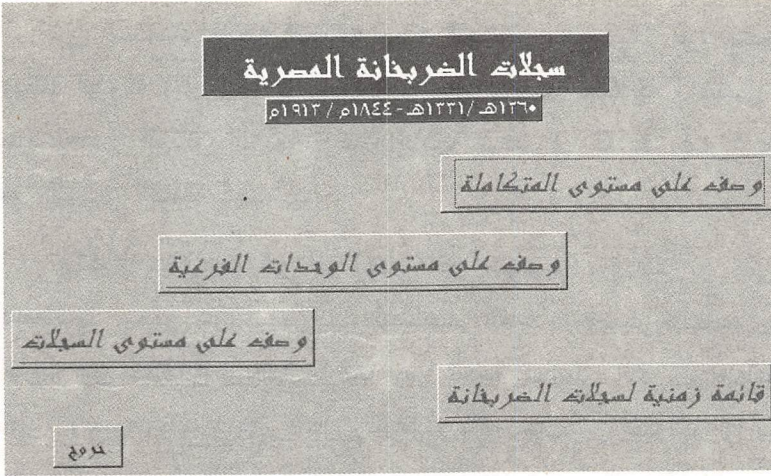 سجلات الضربخانة المصرية
١٣٦٠هـ/١٣٣١هـ-١٨٤٤م/١٩١٣م
وصف على مستوى المتكاملة
وصف على مستوى الوحدات الفرعية
وصف على مستوى السجلات
قائمة زمنية لسجلات الضربخانة
خروج